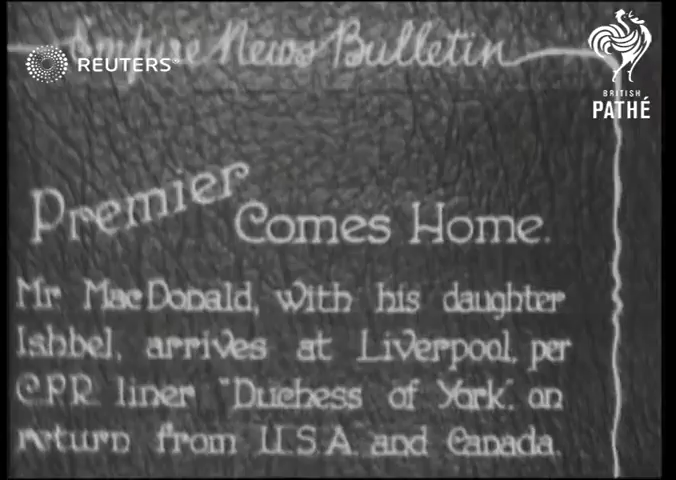 Empire News Bulletin
REUTERS
BRITISH
PATHÉ
Premier
Comes Home.
Mr MacDonald, with his daughter
Ishbel, arrives at Liverpool, per
C.P.R. liner "Duchess of York", on
return from U.S.A. and Canada.